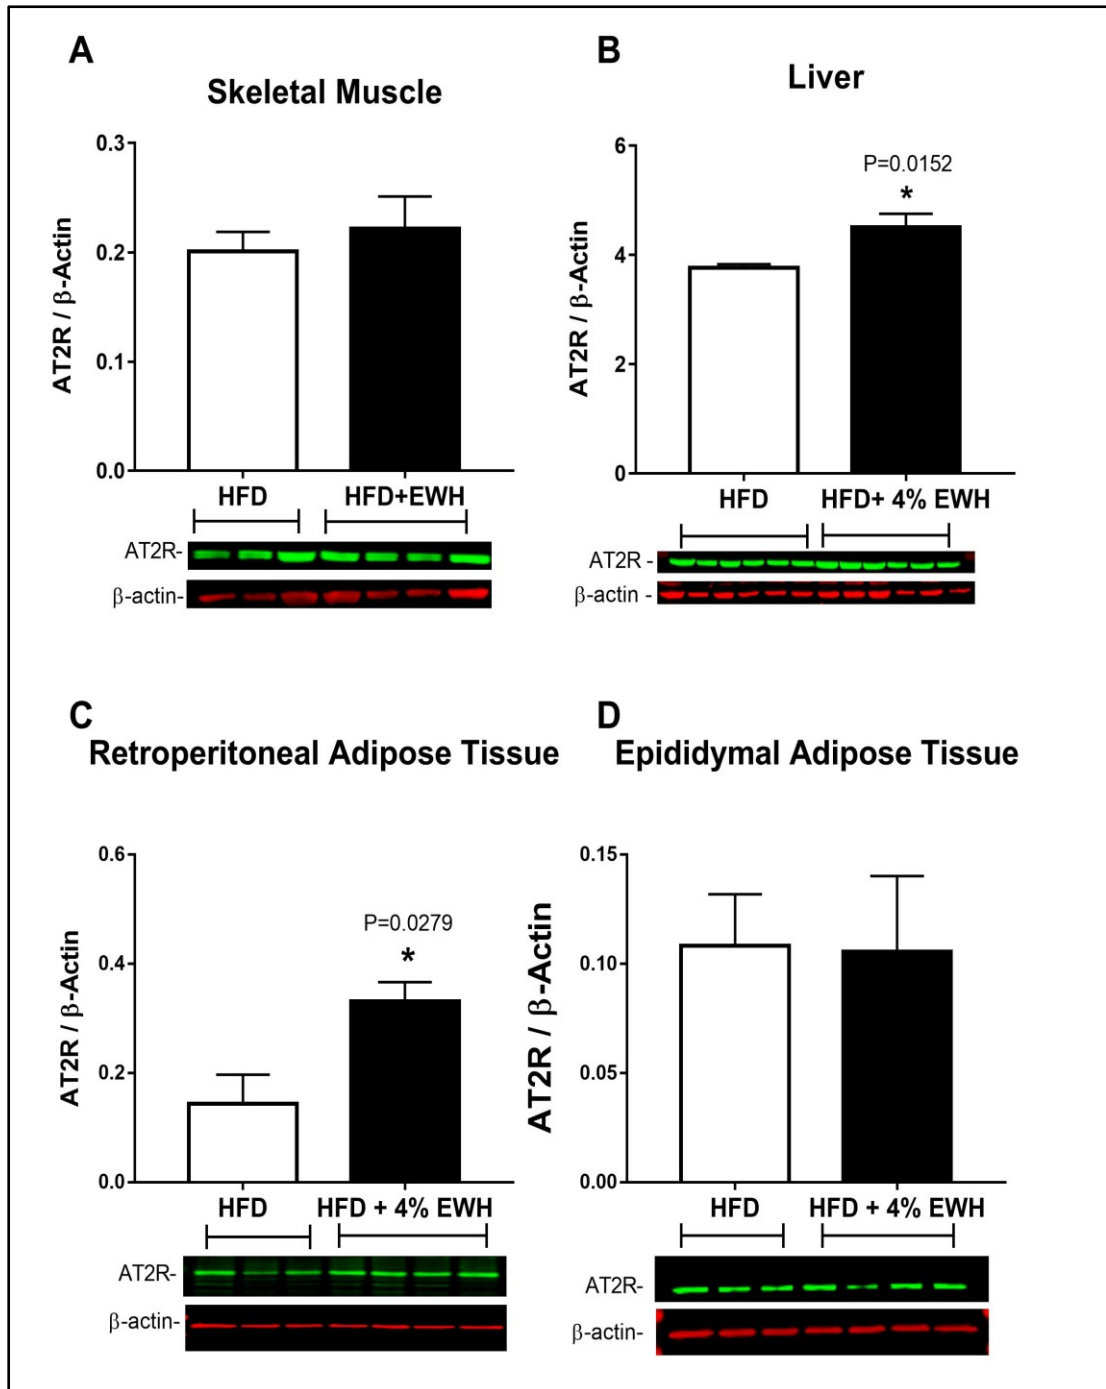 A
Skeletal Muscle
0.3
0.2
0.1
0.0
AT2R / β-Actin
HFD
HFD+EWH
AT2R-
β-actin-
B
Liver
6
4
2
0
AT2R / β-Actin
P=0.0152
*
HFD
HFD+ 4% EWH
AT2R -
β-actin -
C
Retroperitoneal Adipose Tissue
0.6
0.4
0.2
0.0
AT2R / β-Actin
P=0.0279
*
HFD
HFD + 4% EWH
AT2R-
β-actin-
D
Epididymal Adipose Tissue
0.15
0.10
0.05
0.00
AT2R / β-Actin
HFD
HFD + 4% EWH
AT2R-
β-actin-